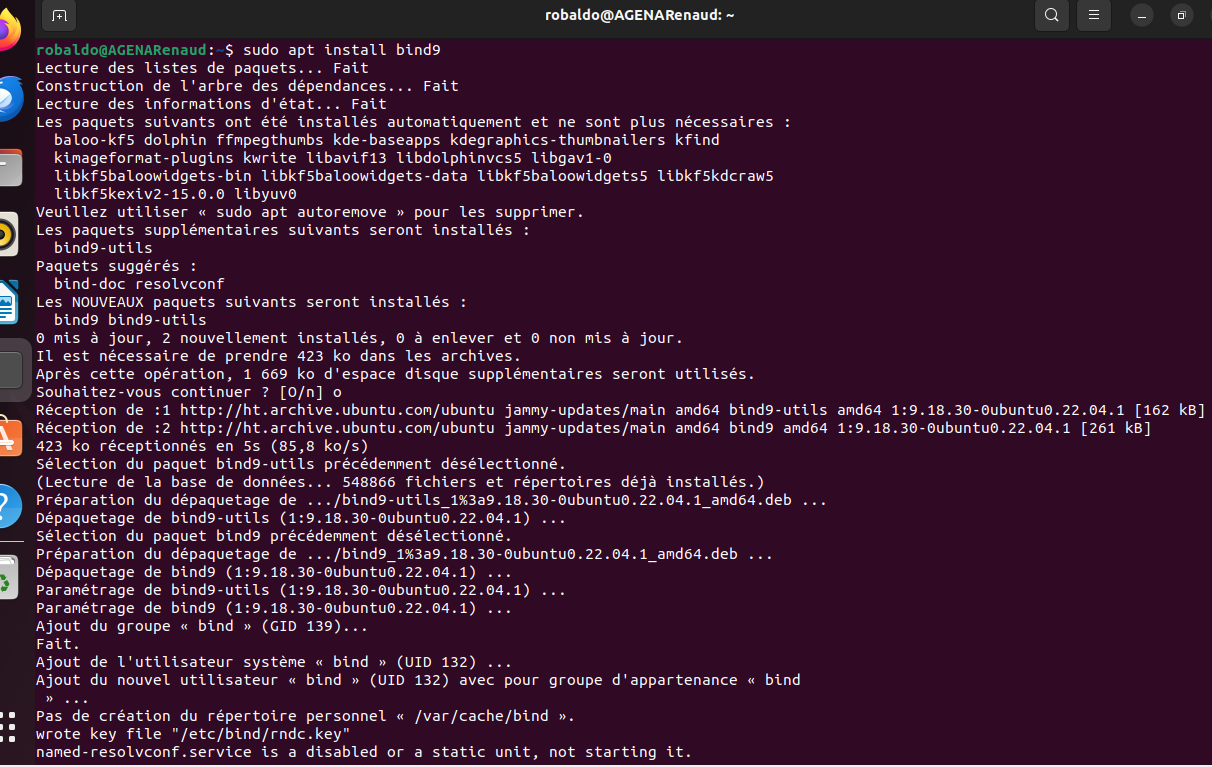 robaldo@AGENARenaud: ~
robaldo@AGENARenaud:~$ sudo apt install bind9
Lecture des listes de paquets... Fait
Construction de l'arbre des dépendances... Fait
Lecture des informations d'état... Fait
Les paquets suivants ont été installés automatiquement et ne sont plus nécessaires :
  baloo-kf5 dolphin ffmpegthumbs kde-baseapps kdegraphics-thumbnailers kfind
  kimageformat-plugins kwrite libavif13 libdolphinvcs5 libgav1-0
  libkf5baloowidgets-bin libkf5baloowidgets-data libkf5baloowidgets5 libkf5kdcraw5
  libkf5kexiv2-15.0.0 libyuv0
Veuillez utiliser « sudo apt autoremove » pour les supprimer.
Les paquets supplémentaires suivants seront installés :
  bind9-utils
Paquets suggérés :
  bind-doc resolvconf
Les NOUVEAUX paquets suivants seront installés :
  bind9 bind9-utils
0 mis à jour, 2 nouvellement installés, 0 à enlever et 0 non mis à jour.
Il est nécessaire de prendre 423 ko dans les archives.
Après cette opération, 1 669 ko d'espace disque supplémentaires seront utilisés.
Souhaitez-vous continuer ? [O/n] o
Réception de :1 http://ht.archive.ubuntu.com/ubuntu jammy-updates/main amd64 bind9-utils amd64 1:9.18.30-0ubuntu0.22.04.1 [162 kB]
Réception de :2 http://ht.archive.ubuntu.com/ubuntu jammy-updates/main amd64 bind9 amd64 1:9.18.30-0ubuntu0.22.04.1 [261 kB]
423 ko réceptionnés en 5s (85,8 ko/s)
Sélection du paquet bind9-utils précédemment désélectionné.
(Lecture de la base de données... 548866 fichiers et répertoires déjà installés.)
Préparation du dépaquetage de .../bind9-utils_1%3a9.18.30-0ubuntu0.22.04.1_amd64.deb ...
Dépaquetage de bind9-utils (1:9.18.30-0ubuntu0.22.04.1) ...
Sélection du paquet bind9 précédemment désélectionné.
Préparation du dépaquetage de .../bind9_1%3a9.18.30-0ubuntu0.22.04.1_amd64.deb ...
Dépaquetage de bind9 (1:9.18.30-0ubuntu0.22.04.1) ...
Paramétrage de bind9-utils (1:9.18.30-0ubuntu0.22.04.1) ...
Paramétrage de bind9 (1:9.18.30-0ubuntu0.22.04.1) ...
Ajout du groupe « bind » (GID 139)...
Fait.
Ajout de l'utilisateur système « bind » (UID 132) ...
Ajout du nouvel utilisateur « bind » (UID 132) avec pour groupe d'appartenance « bind
 » ...
Pas de création du répertoire personnel « /var/cache/bind ».
wrote key file "/etc/bind/rndc.key"
named-resolvconf.service is a disabled or a static unit, not starting it.